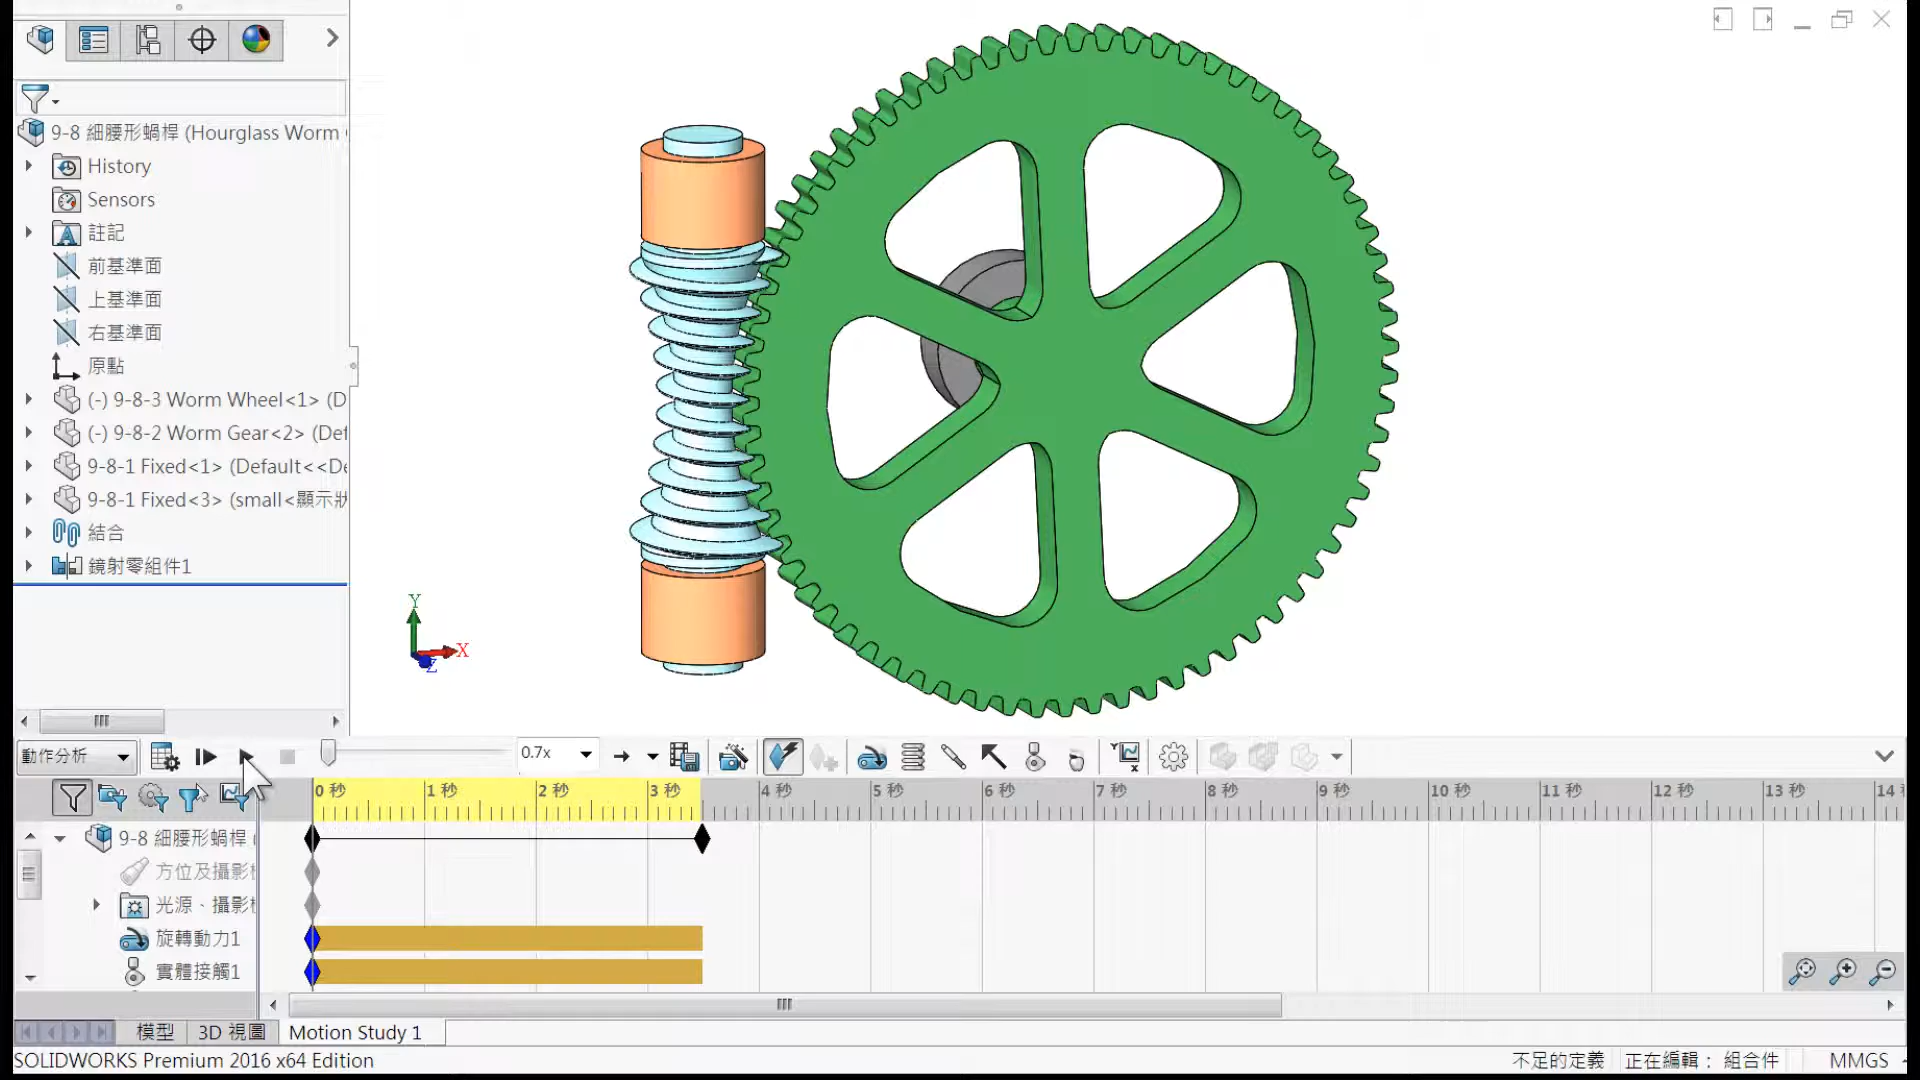 9-8 細腰形蝸桿 (Hourglass Worm
History
Sensors
註記
前基準面
上基準面
右基準面
原點
(-) 9-8-3 Worm Wheel<1> (D
(-) 9-8-2 Worm Gear<2> (Def
9-8-1 Fixed<1> (Default<<De
9-8-1 Fixed<3> (small<顯示狀
結合
鏡射零組件1
Y
X
Z
動作分析
0.7x
0 秒 1 秒 2 秒 3 秒 4 秒 5 秒 6 秒 7 秒 8 秒 9 秒 10 秒 11 秒 12 秒 13 秒 14
9-8 細腰形蝸桿
方位及攝影
光源、攝影
旋轉動力1
實體接觸1
模型 3D 視圖 Motion Study 1
SOLIDWORKS Premium 2016 x64 Edition 不足的定義 正在編輯： 組合件 MMGS